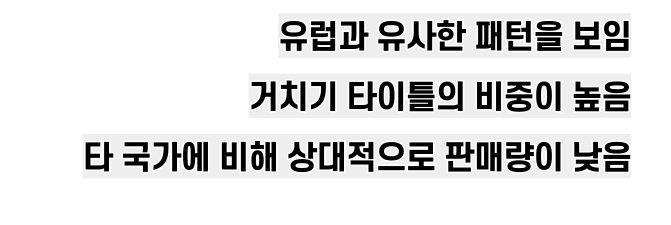 유럽과 유사한 패턴을 보임
거치기 타이틀의 비중이 높음
타 국가에 비해 상대적으로 판매량이 낮음